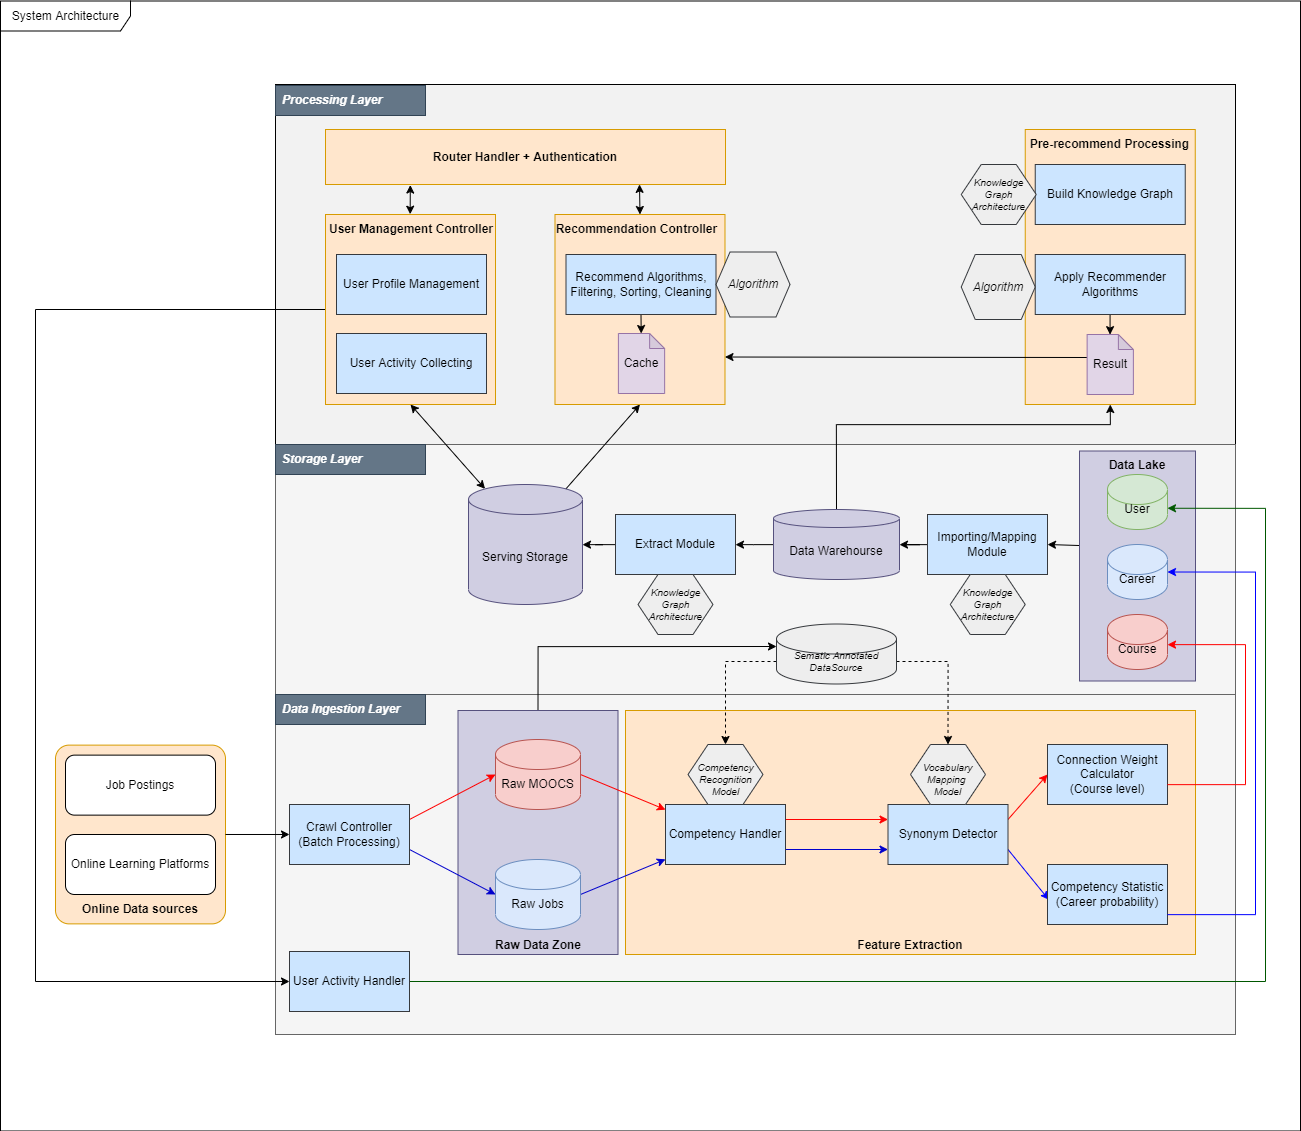 System Architecture
Processing Layer
Router Handler + Authentication
Pre-recommend Processing
Knowledge
Graph
Architecture
Build Knowledge Graph
User Management Controller
Recommendation Controller
User Profile Management
Recommend Algorithms,
Filtering, Sorting, Cleaning
Algorithm
Algorithm
Apply Recommender
Algorithms
User Activity Collecting
Cache
Result
Storage Layer
Data Lake
User
Serving Storage
Extract Module
Data Warehourse
Importing/Mapping
Module
Career
Knowledge
Graph
Architecture
Knowledge
Graph
Architecture
Course
Sematic Annotated
DataSource
Data Ingestion Layer
Job Postings
Online Learning Platforms
Online Data sources
Crawl Controller
(Batch Processing)
Raw MOOCS
Raw Jobs
Raw Data Zone
Competency
Recognition
Model
Competency Handler
Vocabulary
Mapping
Model
Synonym Detector
Connection Weight
Calculator
(Course level)
Competency Statistic
(Career probability)
Feature Extraction
User Activity Handler